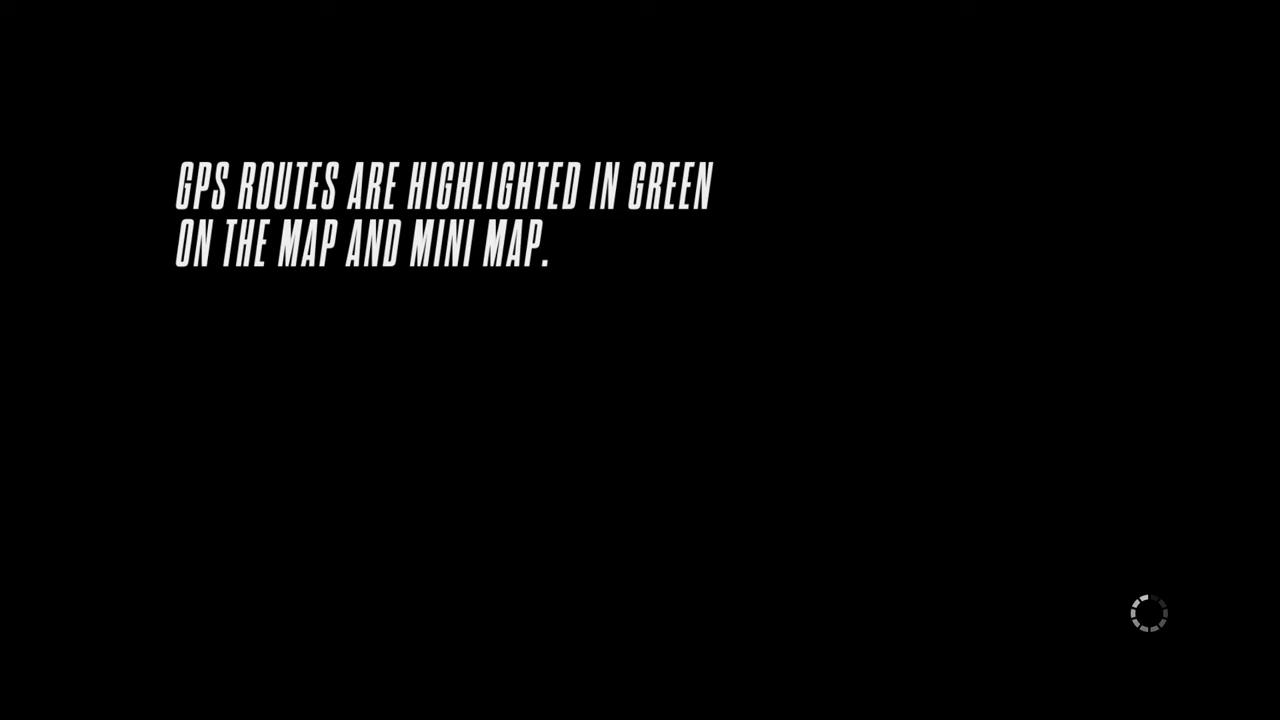 GPS ROUTES ARE HIGHLIGHTED IN GREEN
ON THE MAP AND MINI MAP.